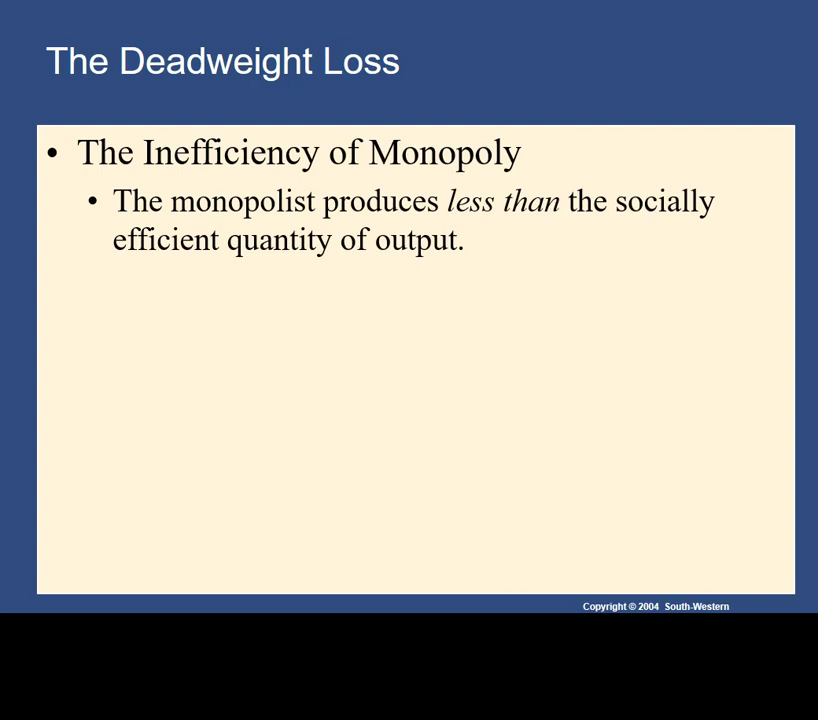 The Deadweight Loss
• The Inefficiency of Monopoly
• The monopolist produces less than the socially
efficient quantity of output.
Copyright © 2004 South-Western